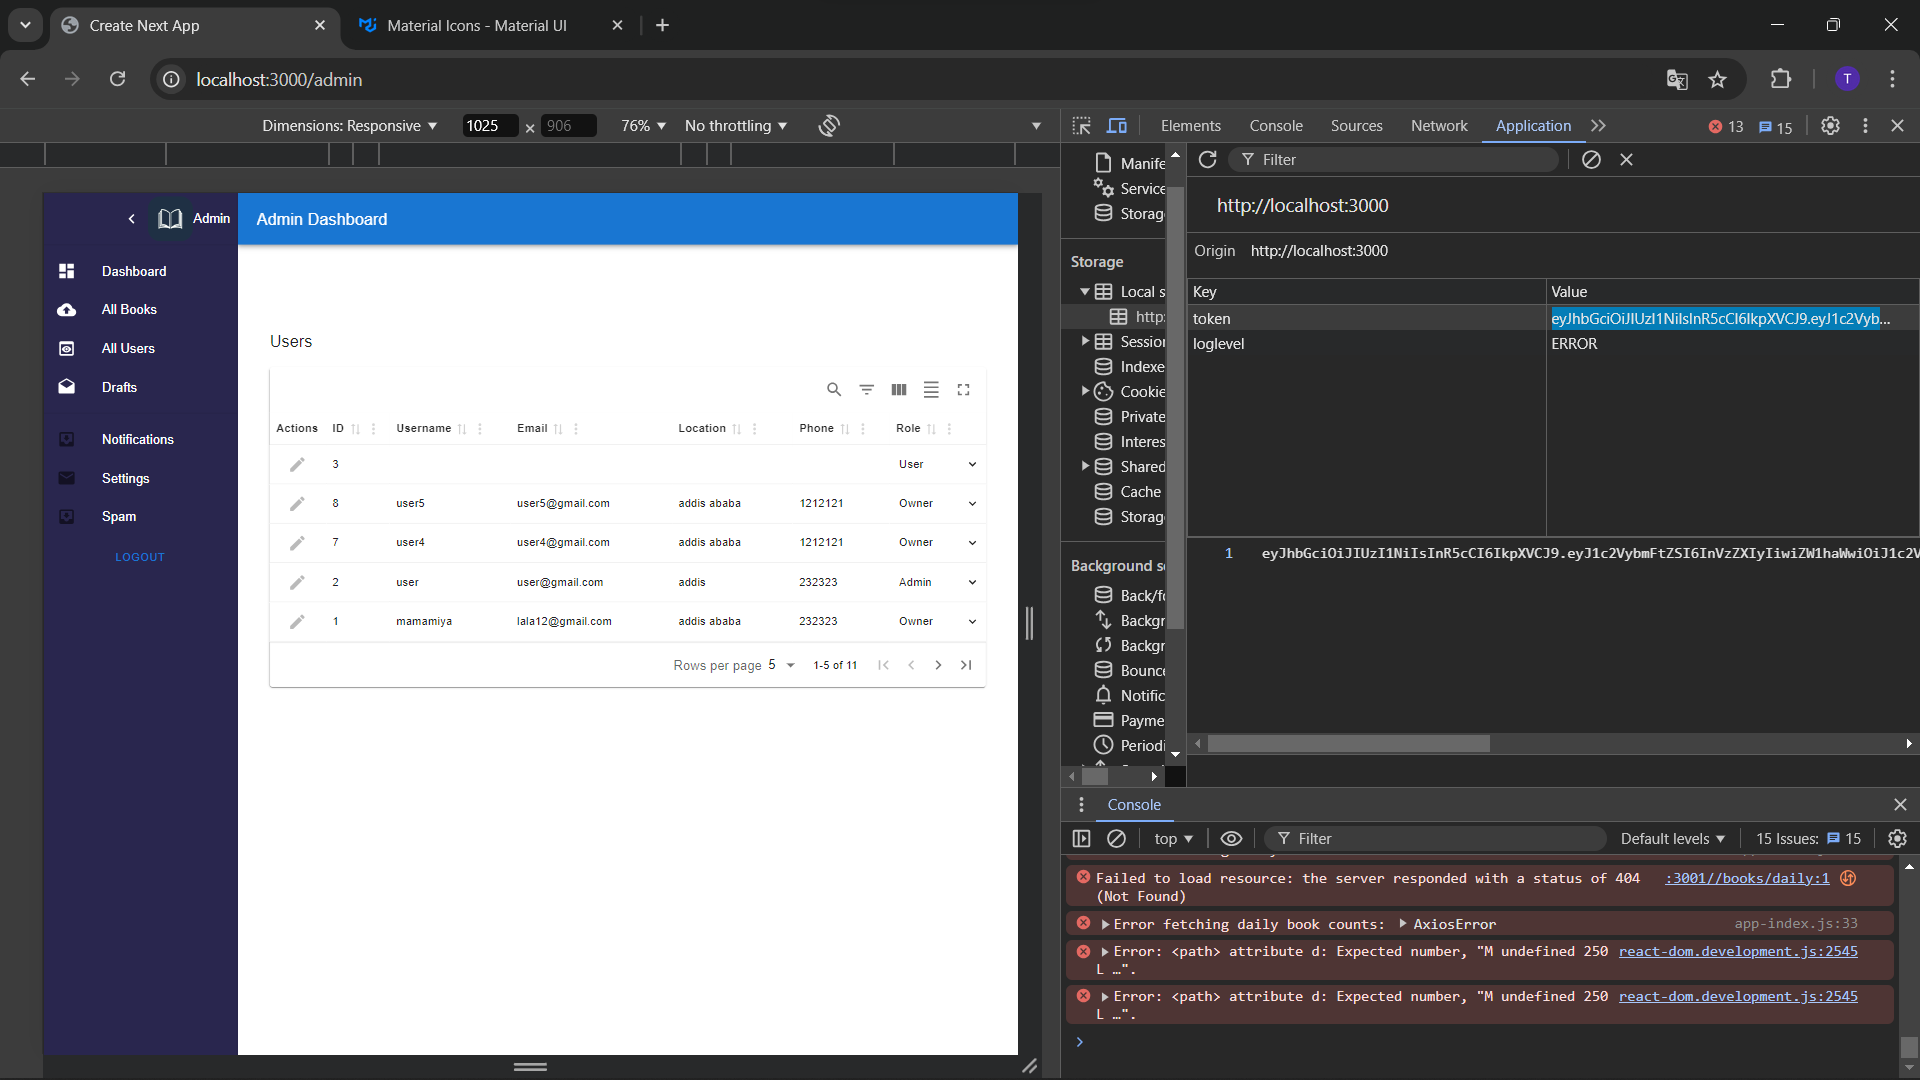 Create Next App
Material Icons - Material UI
localhost:3000/admin
T
Dimensions: Responsive
1025 × 906
76%
No throttling
Elements
Console
Sources
Network
Application
13
15
Admin
Dashboard
All Books
All Users
Drafts
Notifications
Settings
Spam
LOGOUT
Admin Dashboard
Users
Actions ID Username Email Location Phone Role
3 User
8 user5 user5@gmail.com addis ababa 1212121 Owner
7 user4 user4@gmail.com addis ababa 1212121 Owner
2 user user@gmail.com addis 232323 Admin
1 mamamiya lala12@gmail.com addis ababa 232323 Owner
Rows per page 5 1-5 of 11
Manife
Service
Storag
Storage
Local s
http:
Session
Indexe
Cookie
Private
Interes
Shared
Cache
Storag
Background se
Back/fo
Backgr
Backgr
Bounce
Notific
Payme
Periodi
Filter
http://localhost:3000
Origin http://localhost:3000
Key Value
token eyJhbGciOiJIUzI1NiIsInR5cCI6IkpXVCJ9.eyJ1c2Vyb...
loglevel ERROR
1 eyJhbGciOiJIUzI1NiIsInR5cCI6IkpXVCJ9.eyJ1c2VybmFtZSI6InVzZXIyIiwiZW1haWwiOiJ1c2V
Console
top
Filter
Default levels
15 Issues: 15
Failed to load resource: the server responded with a status of 404 :3001//books/daily:1
(Not Found)
Error fetching daily book counts: AxiosError app-index.js:33
Error: <path> attribute d: Expected number, "M undefined 250 react-dom.development.js:2545
L …".
Error: <path> attribute d: Expected number, "M undefined 250 react-dom.development.js:2545
L …".